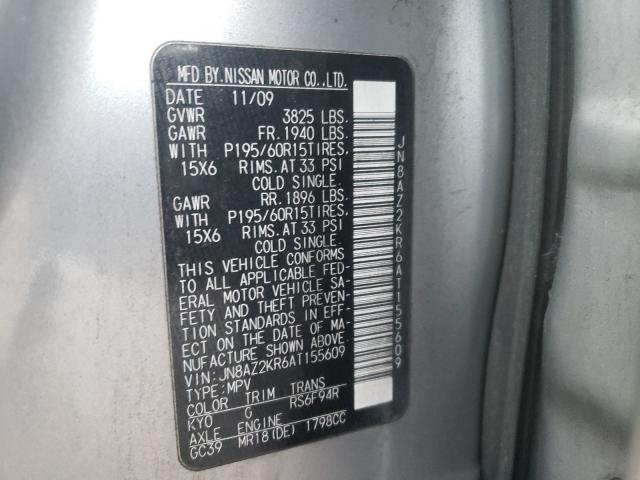 MFD BY. NISSAN MOTOR CO., LTD.
DATE 11/09
GVWR 3825 LBS.
GAWR FR. 1940 LBS.
WITH P195/60R15TIRES,
15X6 RIMS. AT 33 PSI
COLD SINGLE.
GAWR RR. 1896 LBS.
WITH P195/60R15TIRES,
15X6 RIMS. AT 33 PSI
COLD SINGLE.
THIS VEHICLE CONFORMS
TO ALL APPLICABLE FED-
ERAL MOTOR VEHICLE SA-
FETY AND THEFT PREVEN-
TION STANDARDS IN EFF-
ECT ON THE DATE OF MA-
NUFACTURE SHOWN ABOVE.
VIN: JN8AZ2KR6AT155609
TYPE: MPV
COLOR TRIM TRANS
KYO G RS6F94R
AXLE ENGINE
GC39 MR18(DE) 1798CC
JN8AZ2KR6AT155609